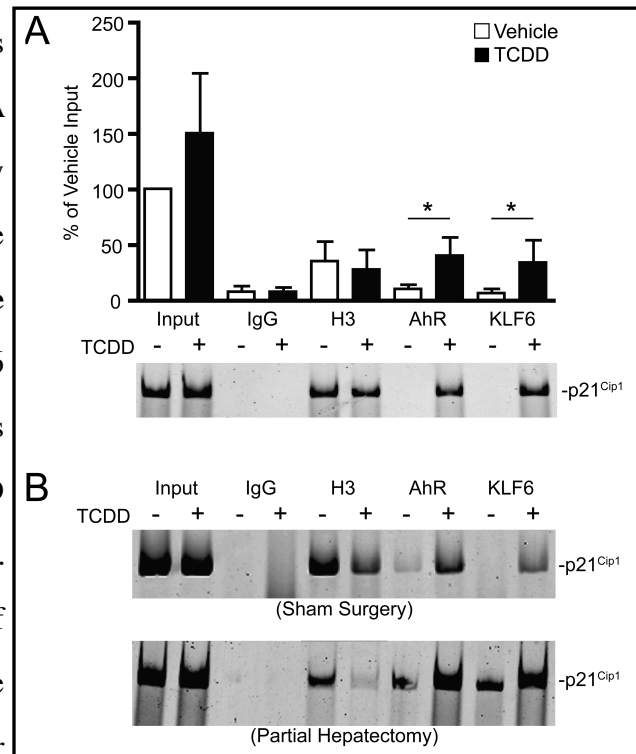 A
250
200
150
100
50
0
% of Vehicle Input
Vehicle
TCDD
* *
Input IgG H3 AhR KLF6
TCDD - + - + - + - + - +
-p21Cip1
B
Input IgG H3 AhR KLF6
TCDD - + - + - + - + - +
-p21Cip1
(Sham Surgery)
-p21Cip1
(Partial Hepatectomy)